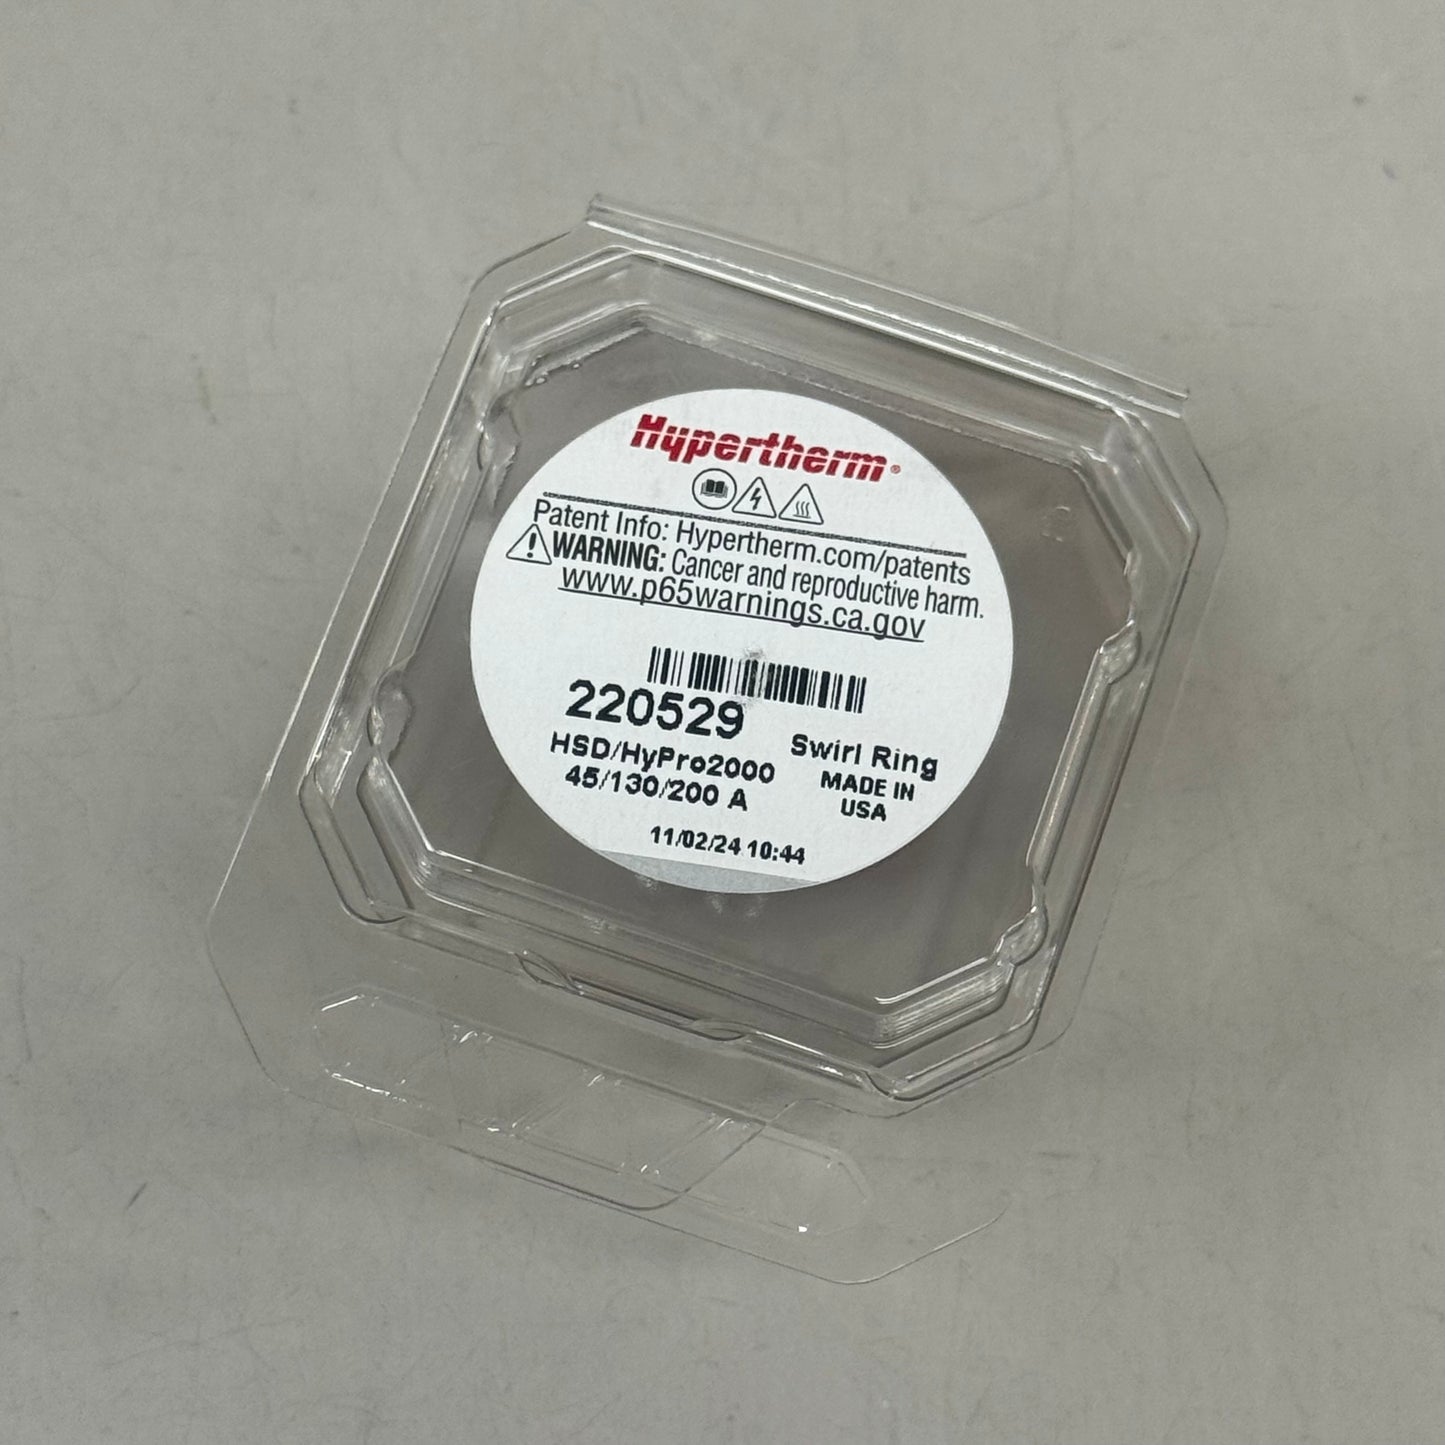 Hypertherm®
Patent Info: Hypertherm.com/patents
WARNING: Cancer and reproductive harm.
www.p65warnings.ca.gov
220529
Swirl Ring
HSD/HyPro2000
MADE IN
45/130/200 A
USA
11/02/24 10:44